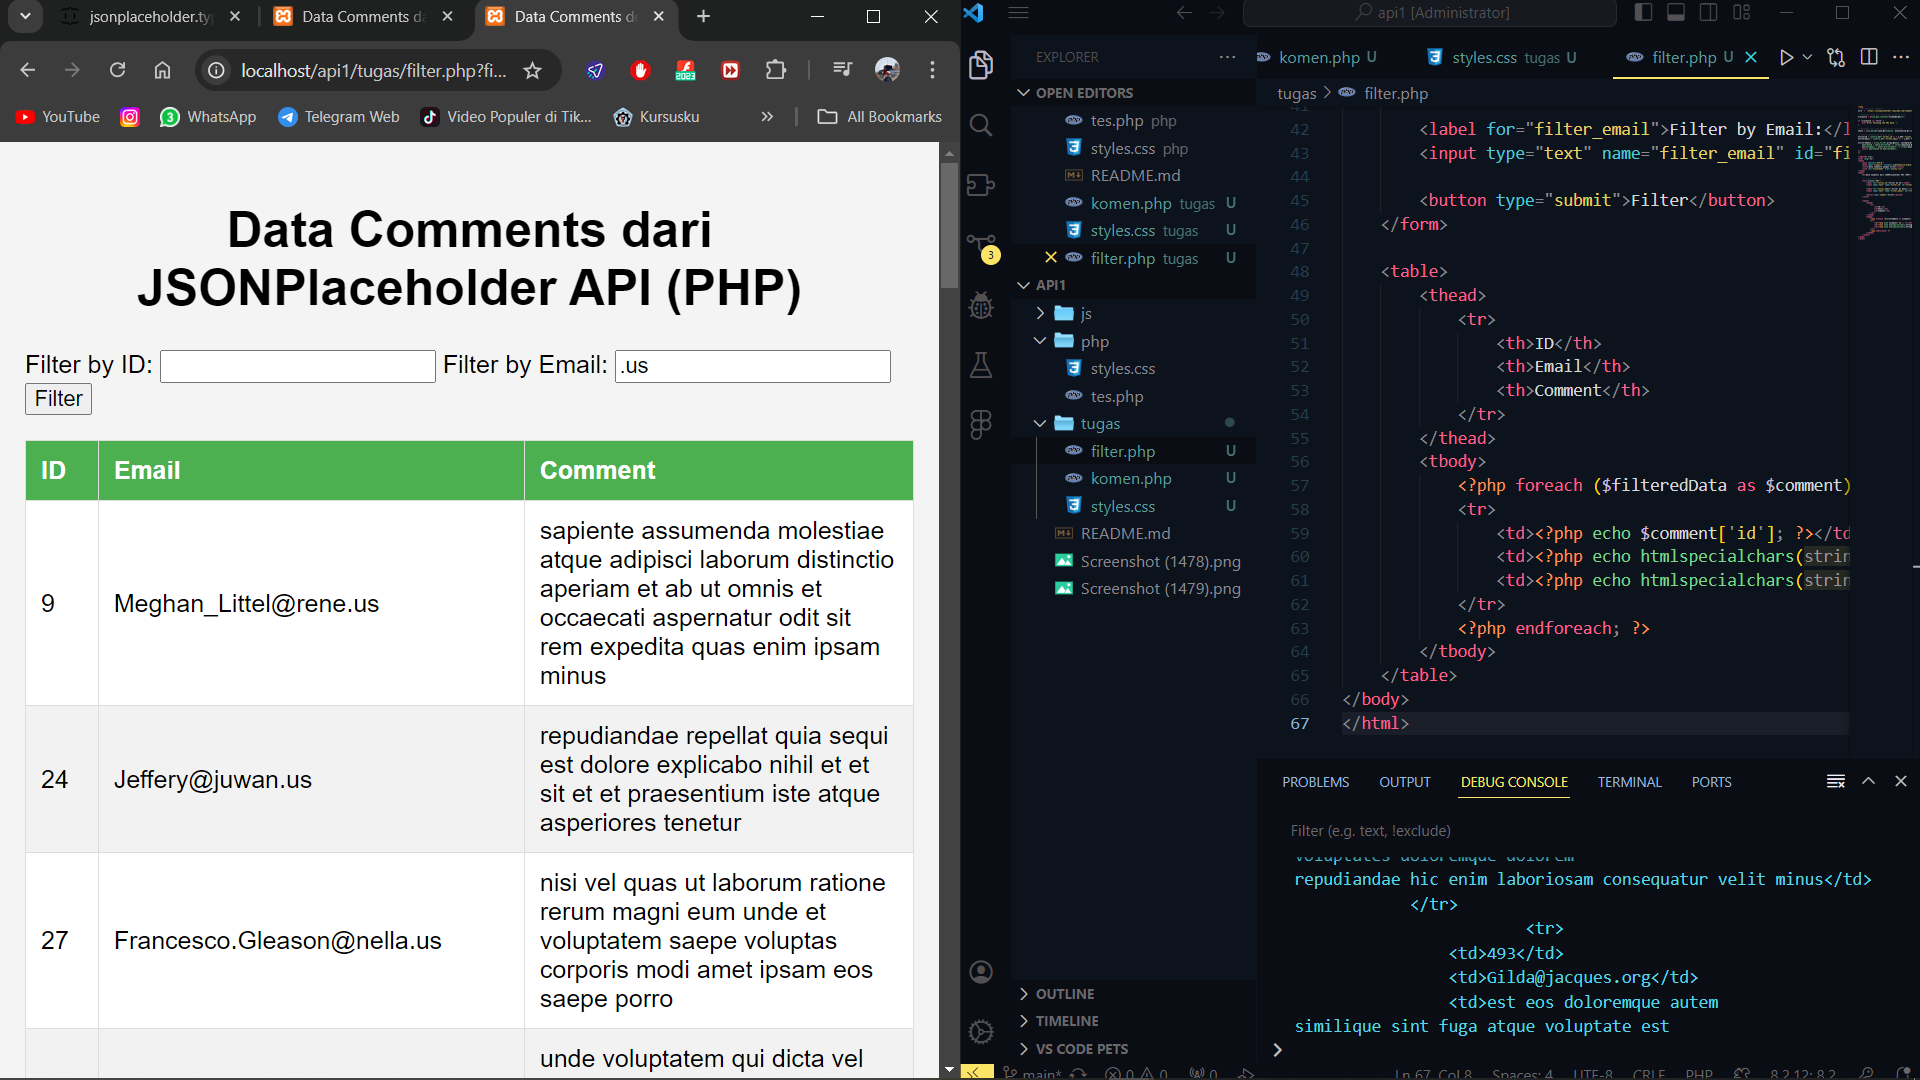 jsonplaceholder.ty
Data Comments da
Data Comments d
localhost/api1/tugas/filter.php?fi...
YouTube
WhatsApp
Telegram Web
Video Populer di Tik...
Kursusku
All Bookmarks
Data Comments dari
JSONPlaceholder API (PHP)
Filter by ID:
Filter by Email: .us
Filter
ID Email Comment
9 Meghan_Littel@rene.us
sapiente assumenda molestiae
atque adipisci laborum distinctio
aperiam et ab ut omnis et
occaecati aspernatur odit sit
rem expedita quas enim ipsam
minus
24 Jeffery@juwan.us
repudiandae repellat quia sequi
est dolore explicabo nihil et et
sit et et praesentium iste atque
asperiores tenetur
27 Francesco.Gleason@nella.us
nisi vel quas ut laborum ratione
rerum magni eum unde et
voluptatem saepe voluptas
corporis modi amet ipsam eos
saepe porro
unde voluptatem qui dicta vel
api1 [Administrator]
EXPLORER
OPEN EDITORS
tes.php php
styles.css php
README.md
komen.php tugas U
styles.css tugas U
filter.php tugas U
API1
js
php
styles.css
tes.php
tugas
filter.php U
komen.php U
styles.css U
README.md
Screenshot (1478).png
Screenshot (1479).png
OUTLINE
TIMELINE
VS CODE PETS
3
komen.php U
styles.css tugas U
filter.php U
tugas > filter.php
41
42 <label for="filter_email">Filter by Email:</l
43 <input type="text" name="filter_email" id="fi
44
45 <button type="submit">Filter</button>
46 </form>
47
48 <table>
49 <thead>
50 <tr>
51 <th>ID</th>
52 <th>Email</th>
53 <th>Comment</th>
54 </tr>
55 </thead>
56 <tbody>
57 <?php foreach ($filteredData as $comment)
58 <tr>
59 <td><?php echo $comment['id']; ?></td
60 <td><?php echo htmlspecialchars(strin
61 <td><?php echo htmlspecialchars(strin
62 </tr>
63 <?php endforeach; ?>
64 </tbody>
65 </table>
66 </body>
67 </html>
PROBLEMS OUTPUT DEBUG CONSOLE TERMINAL PORTS
Filter (e.g. text, !exclude)
voluptates doloremque dolorem
repudiandae hic enim laboriosam consequatur velit minus</td>
</tr>
<tr>
<td>493</td>
<td>Gilda@jacques.org</td>
<td>est eos doloremque autem
similique sint fuga atque voluptate est
main* 0 0 0 Ln 67, Col 8 Spaces: 4 UTF-8 CRLF PHP 8.2.12; 8.2